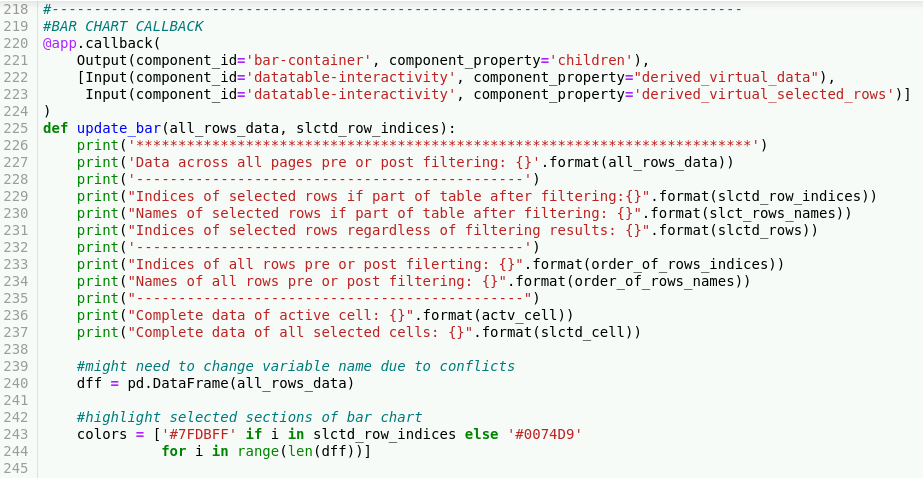 218 #----------------------------------------------------------------------------------
219 #BAR CHART CALLBACK
220 @app.callback(
221     Output(component_id='bar-container', component_property='children'),
222     [Input(component_id='datatable-interactivity', component_property="derived_virtual_data"),
223      Input(component_id='datatable-interactivity', component_property='derived_virtual_selected_rows')]
224 )
225 def update_bar(all_rows_data, slctd_row_indices):
226     print('*************************************************************************')
227     print('Data across all pages pre or post filtering: {}'.format(all_rows_data))
228     print('----------------------------------------------')
229     print("Indices of selected rows if part of table after filtering:{}".format(slctd_row_indices))
230     print("Names of selected rows if part of table after filtering: {}".format(slct_rows_names))
231     print("Indices of selected rows regardless of filtering results: {}".format(slctd_rows))
232     print('----------------------------------------------')
233     print("Indices of all rows pre or post filerting: {}".format(order_of_rows_indices))
234     print("Names of all rows pre or post filtering: {}".format(order_of_rows_names))
235     print("----------------------------------------------")
236     print("Complete data of active cell: {}".format(actv_cell))
237     print("Complete data of all selected cells: {}".format(slctd_cell))
238
239     #might need to change variable name due to conflicts
240     dff = pd.DataFrame(all_rows_data)
241
242     #highlight selected sections of bar chart
243     colors = ['#7FDBFF' if i in slctd_row_indices else '#0074D9'
244               for i in range(len(dff))]
245